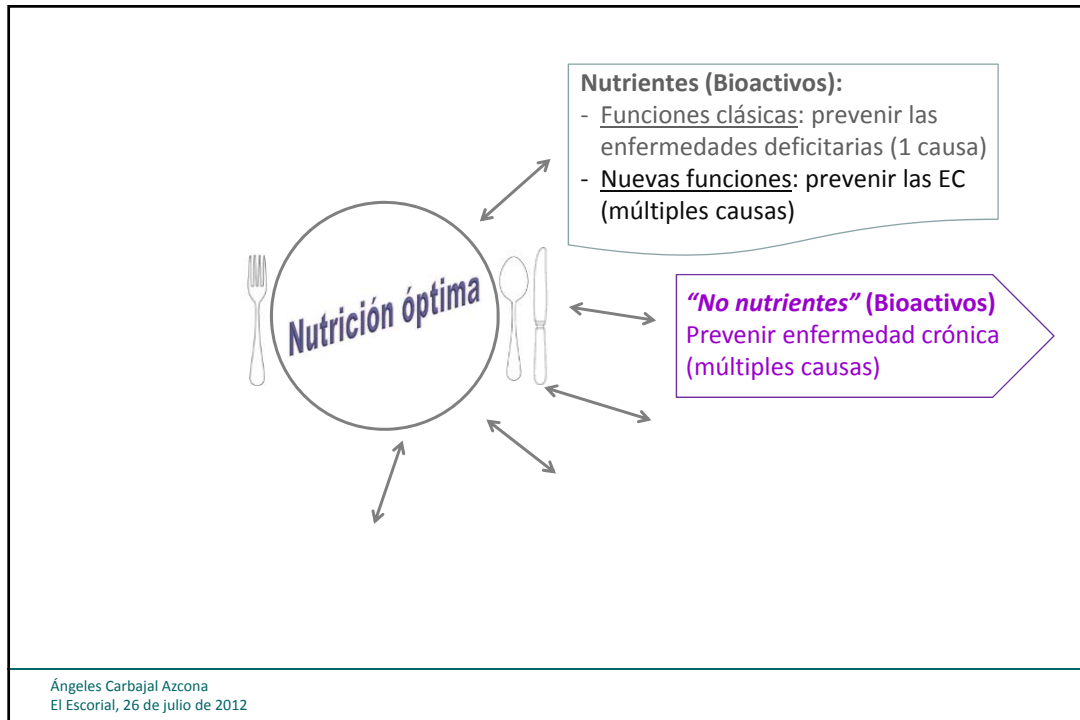 Nutrientes (Bioactivos):
- Funciones clásicas: prevenir las
enfermedades deficitarias (1 causa)
- Nuevas funciones: prevenir las EC
(múltiples causas)
Nutrición óptima
“No nutrientes” (Bioactivos)
Prevenir enfermedad crónica
(múltiples causas)
Ángeles Carbajal Azcona
El Escorial, 26 de julio de 2012